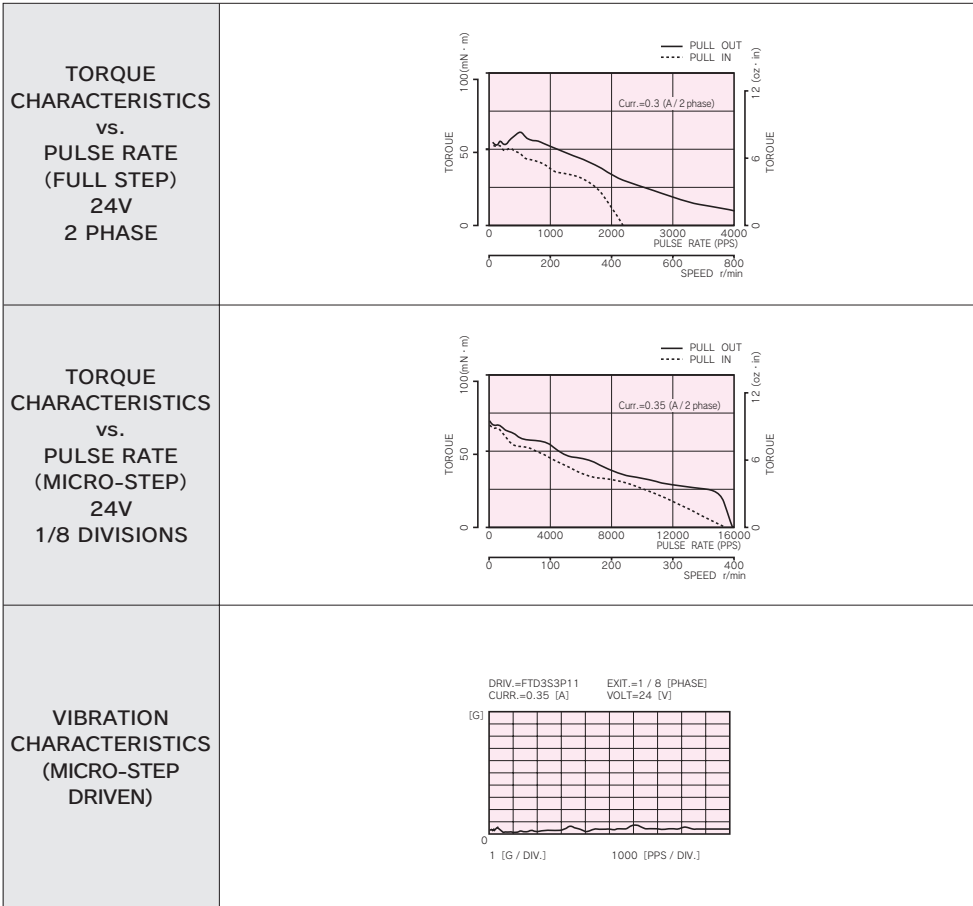 TORQUE
CHARACTERISTICS
vs.
PULSE RATE
(FULL STEP)
24V
2 PHASE
PULL OUT
PULL IN
Curr.=0.3 (A / 2 phase)
100 (mN · m)
50
0
TORQUE
12 (oz · in)
6
0
TORQUE
0 1000 2000 3000 4000
PULSE RATE (PPS)
0 200 400 600 800
SPEED r/min
TORQUE
CHARACTERISTICS
vs.
PULSE RATE
(MICRO-STEP)
24V
1/8 DIVISIONS
PULL OUT
PULL IN
Curr.=0.35 (A / 2 phase)
100 (mN · m)
50
0
TORQUE
12 (oz · in)
6
0
TORQUE
0 4000 8000 12000 16000
PULSE RATE (PPS)
0 100 200 300 400
SPEED r/min
VIBRATION
CHARACTERISTICS
(MICRO-STEP
DRIVEN)
DRIV.=FTD3S3P11 EXIT.=1 / 8 [PHASE]
CURR.=0.35 [A] VOLT=24 [V]
[G]
0
1 [G / DIV.] 1000 [PPS / DIV.]